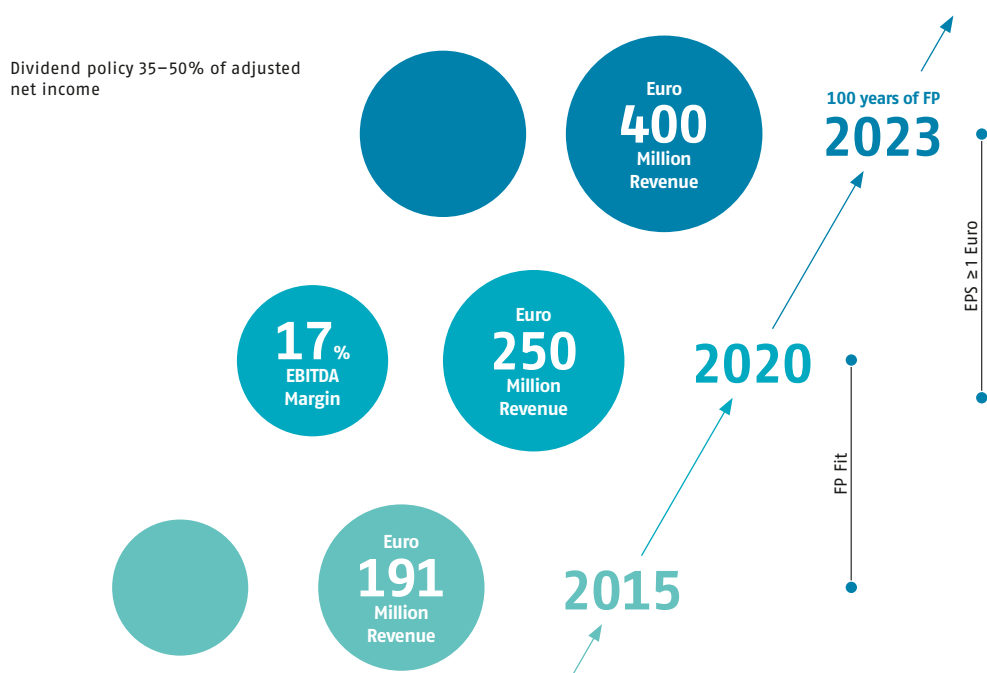 Dividend policy 35–50% of adjusted
net income
Euro
400
Million
Revenue
100 years of FP
2023
EPS ≥ 1 Euro
17%
EBITDA
Margin
Euro
250
Million
Revenue
2020
FP Fit
Euro
191
Million
Revenue
2015